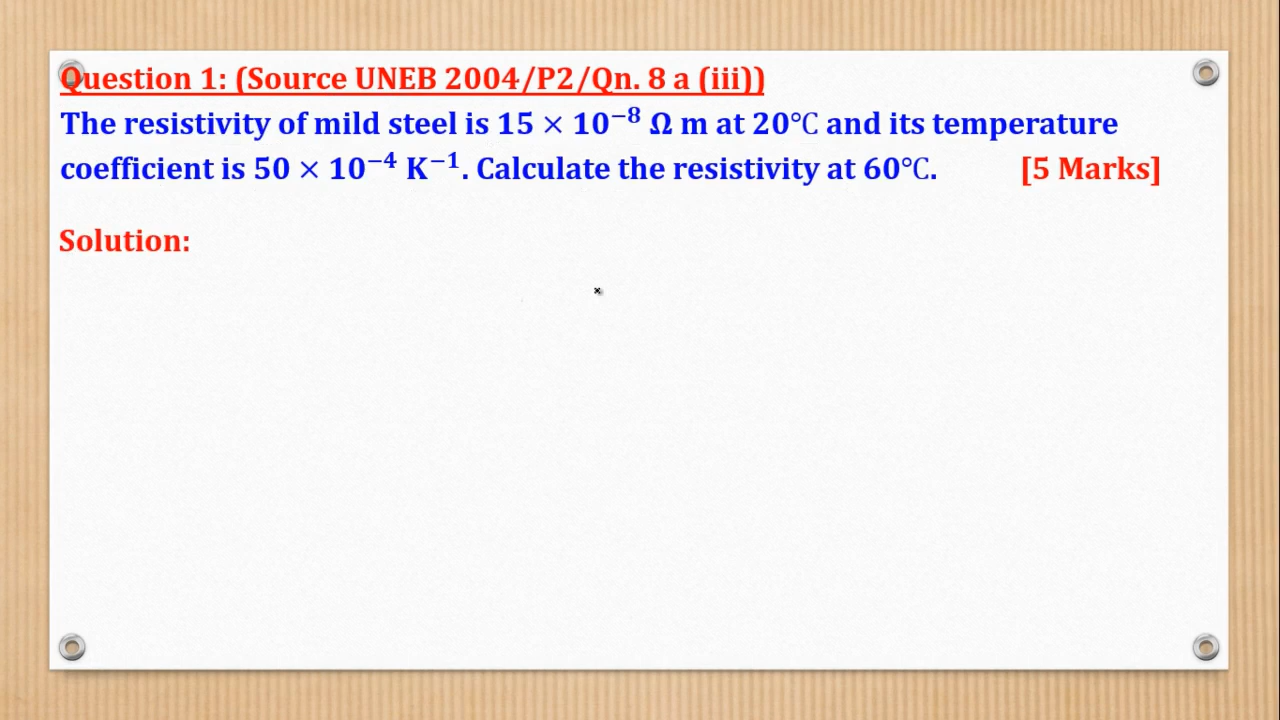 Question 1: (Source UNEB 2004/P2/Qn. 8 a (iii))
The resistivity of mild steel is 15 × 10⁻⁸ Ω m at 20℃ and its temperature
coefficient is 50 × 10⁻⁴ K⁻¹. Calculate the resistivity at 60℃. [5 Marks]
Solution: